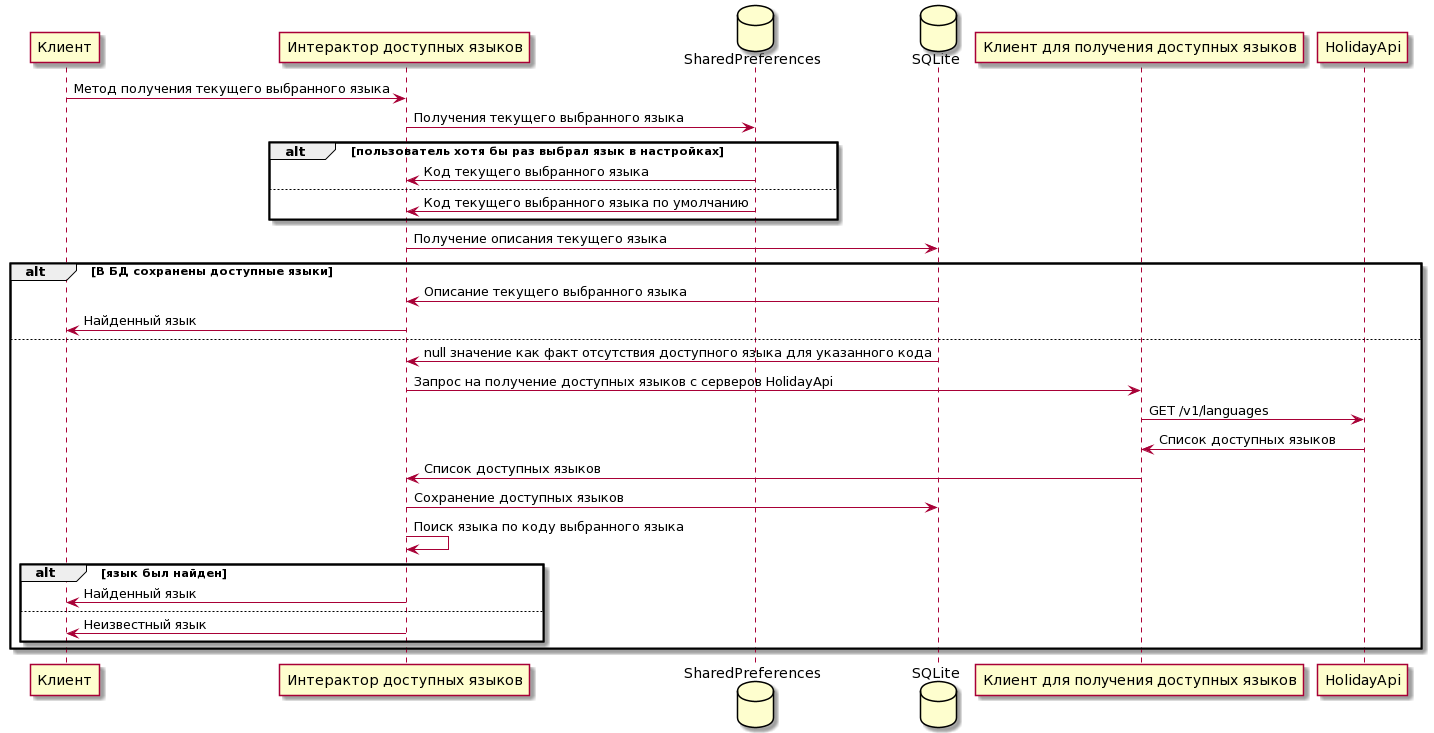 Клиент
Интерактор доступных языков
SharedPreferences
SQLite
Клиент для получения доступных языков
HolidayApi
Метод получения текущего выбранного языка
Получения текущего выбранного языка
alt [пользователь хотя бы раз выбрал язык в настройках]
Код текущего выбранного языка
Код текущего выбранного языка по умолчанию
Получение описания текущего языка
alt [В БД сохранены доступные языки]
Описание текущего выбранного языка
Найденный язык
null значение как факт отсутствия доступного языка для указанного кода
Запрос на получение доступных языков с серверов HolidayApi
GET /v1/languages
Список доступных языков
Список доступных языков
Сохранение доступных языков
Поиск языка по коду выбранного языка
alt [язык был найден]
Найденный язык
Неизвестный язык
Клиент
Интерактор доступных языков
SharedPreferences
SQLite
Клиент для получения доступных языков
HolidayApi